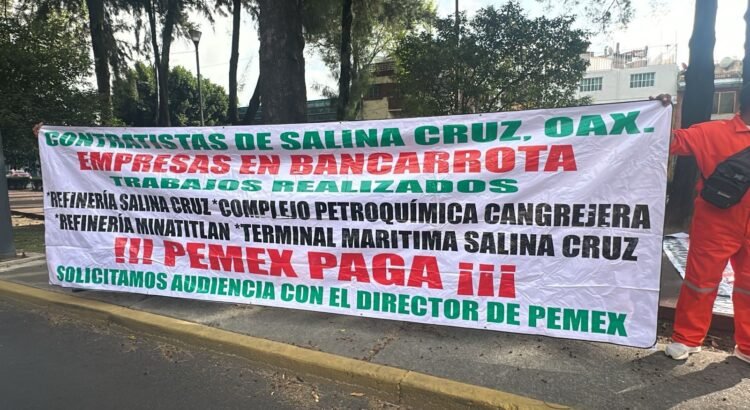 CONTRATISTAS DE SALINA CRUZ, OAX.
EMPRESAS EN BANCARROTA
TRABAJOS REALIZADOS
*REFINERÍA SALINA CRUZ *COMPLEJO PETROQUÍMICA CANGREJERA
*REFINERÍA MINATITLAN *TERMINAL MARÍTIMA SALINA CRUZ
!!! PEMEX PAGA ¡¡¡
SOLICITAMOS AUDIENCIA CON EL DIRECTOR DE PEMEX